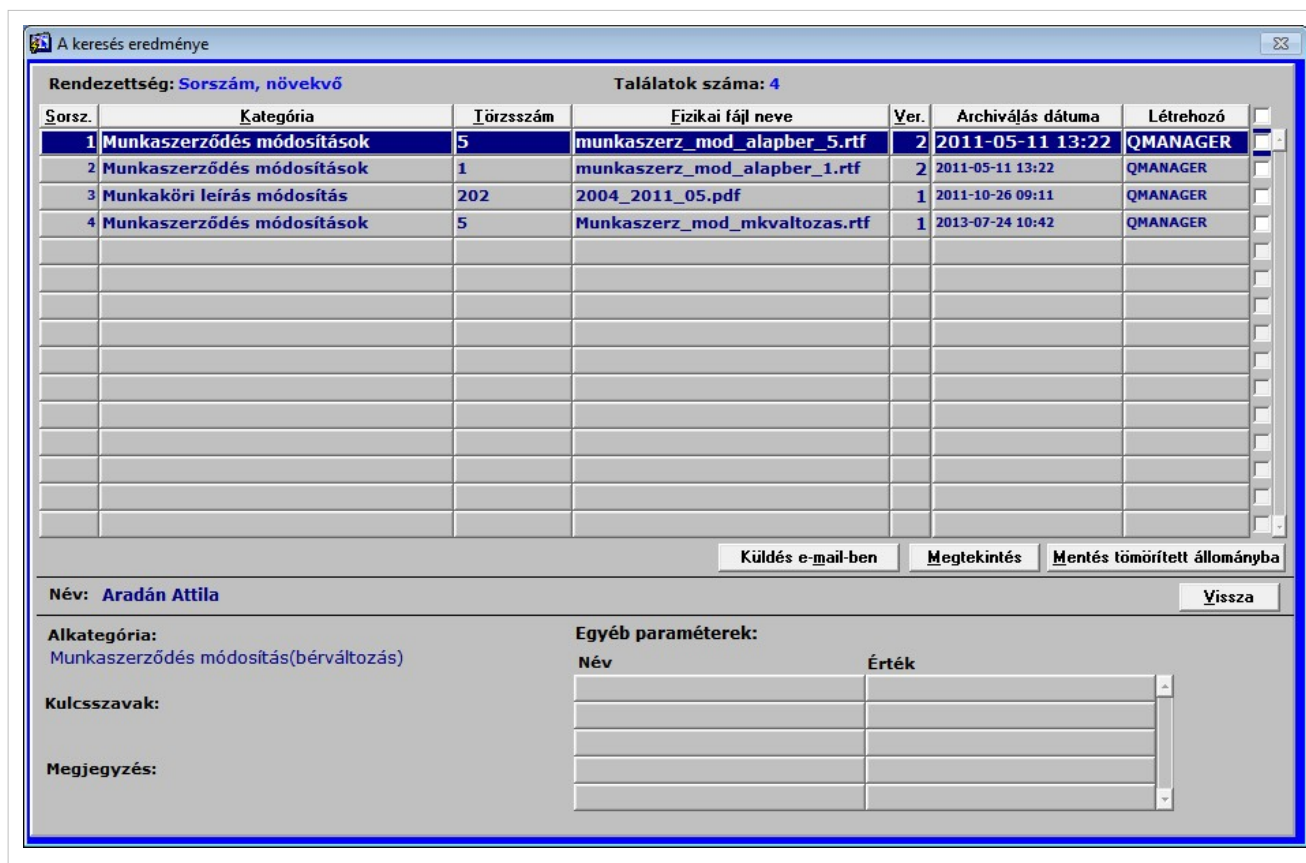 A keresés eredménye
Rendezettség: Sorszám, növekvő Találatok száma: 4
Sorsz. Kategória Törzsszám Fizikai fájl neve Ver. Archiválás dátuma Létrehozó
1 Munkaszerződés módosítások 5 munkaszerz_mod_alapber_5.rtf 2 2011-05-11 13:22 QMANAGER
2 Munkaszerződés módosítások 1 munkaszerz_mod_alapber_1.rtf 2 2011-05-11 13:22 QMANAGER
3 Munkaköri leírás módosítás 202 2004_2011_05.pdf 1 2011-10-26 09:11 QMANAGER
4 Munkaszerződés módosítások 5 Munkaszerz_mod_mkvaltozas.rtf 1 2013-07-24 10:42 QMANAGER
Küldés e-mail-ben Megtekintés Mentés tömörített állományba
Név: Aradán Attila Vissza
Alkategória: Egyéb paraméterek:
Munkaszerződés módosítás(bérváltozás)
Név Érték
Kulcsszavak:
Megjegyzés: